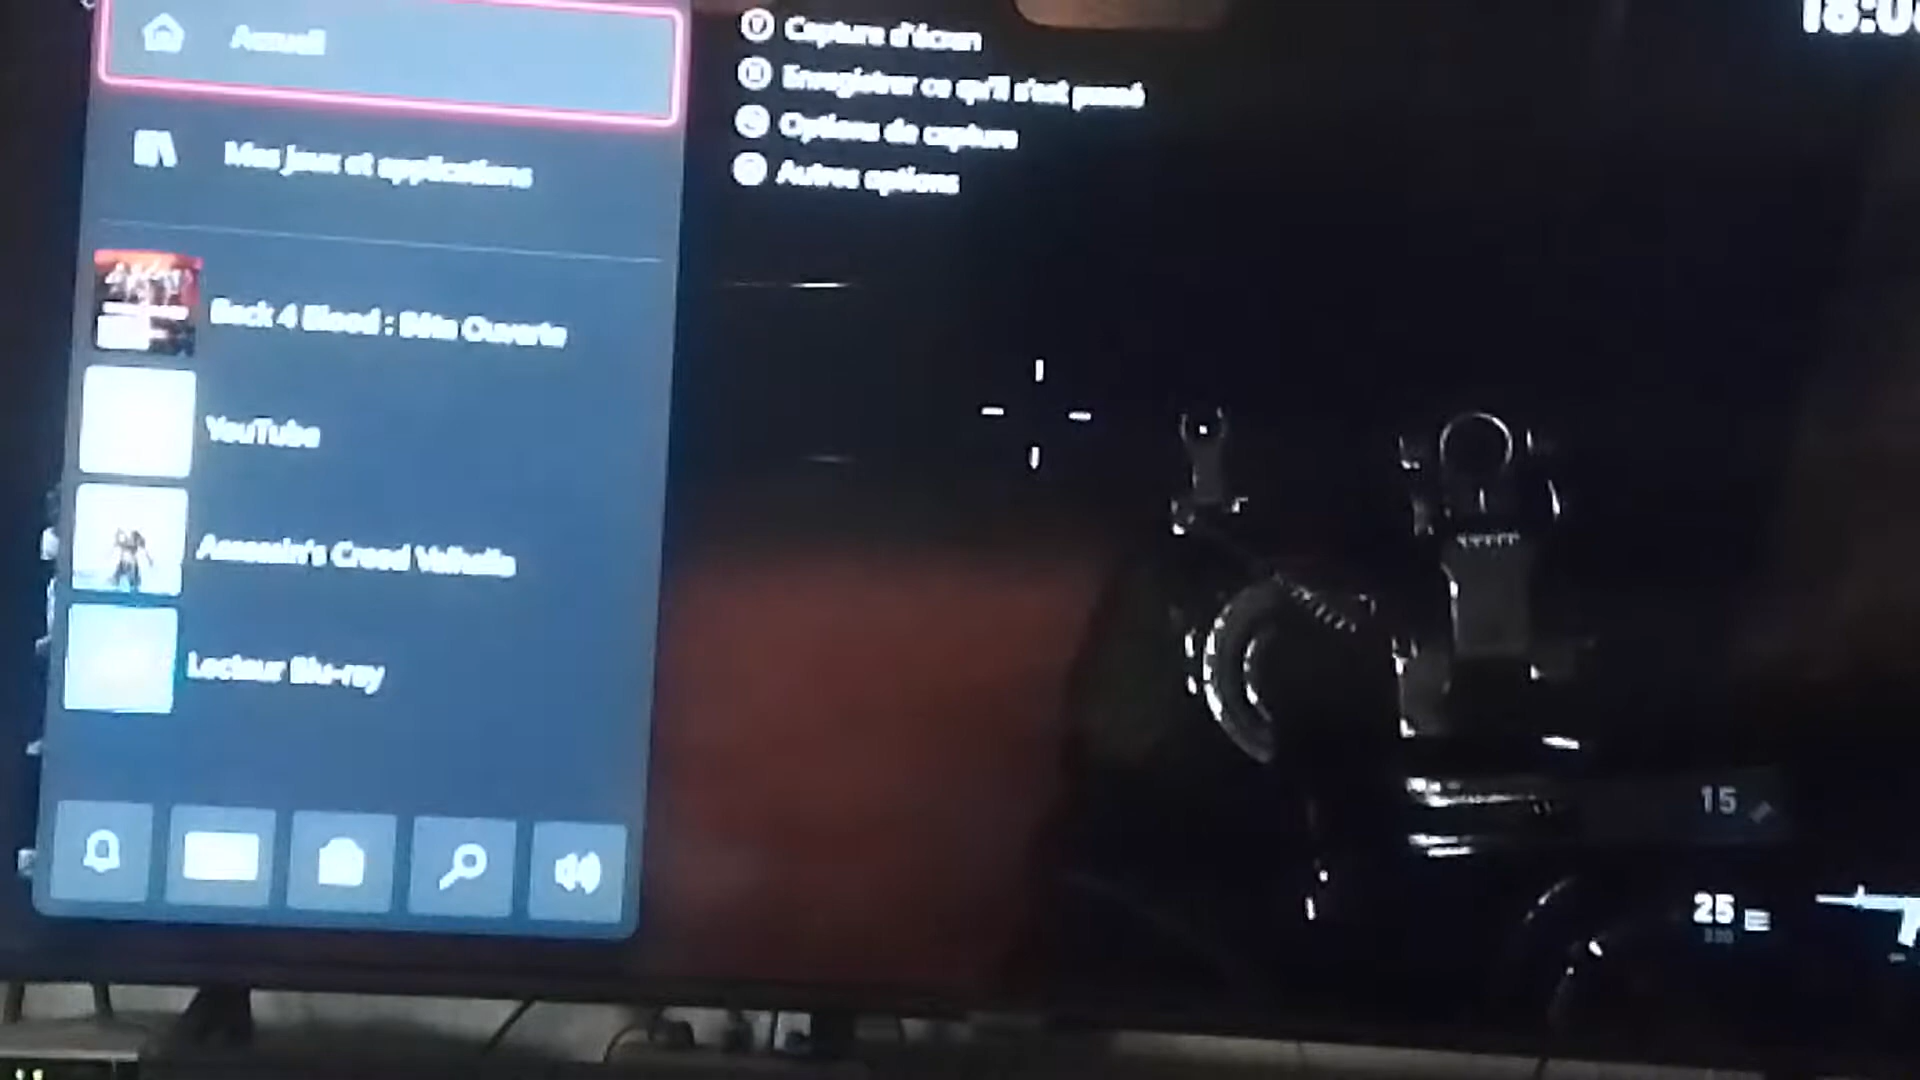 Accueil
Mes jeux et applications
Back 4 Blood : Bêta Ouverte
YouTube
Assassin's Creed Valhalla
Lecteur Blu-ray
Capture d'écran
Enregistrer ce qu'il s'est passé
Options de capture
Autres options
15
25